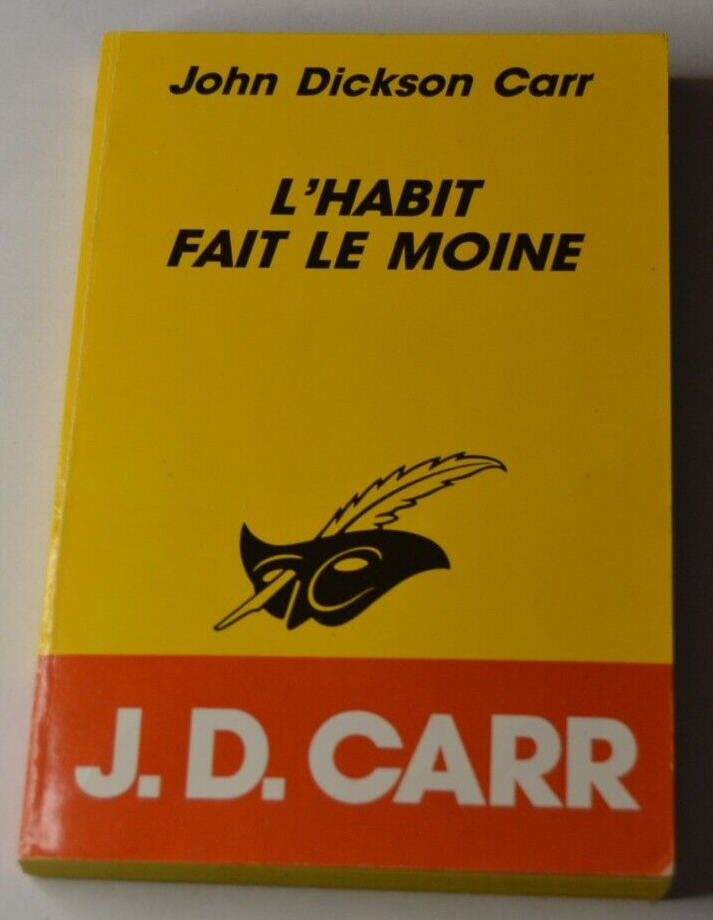 John Dickson Carr
L'HABIT
FAIT LE MOINE
J. D. CARR